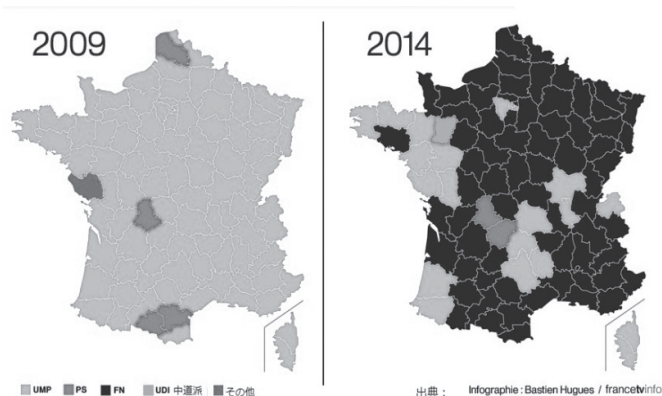 2009
2014
UMP PS FN UDI 中道派 その他
出典： Infographie : Bastien Hugues / francetvinfo